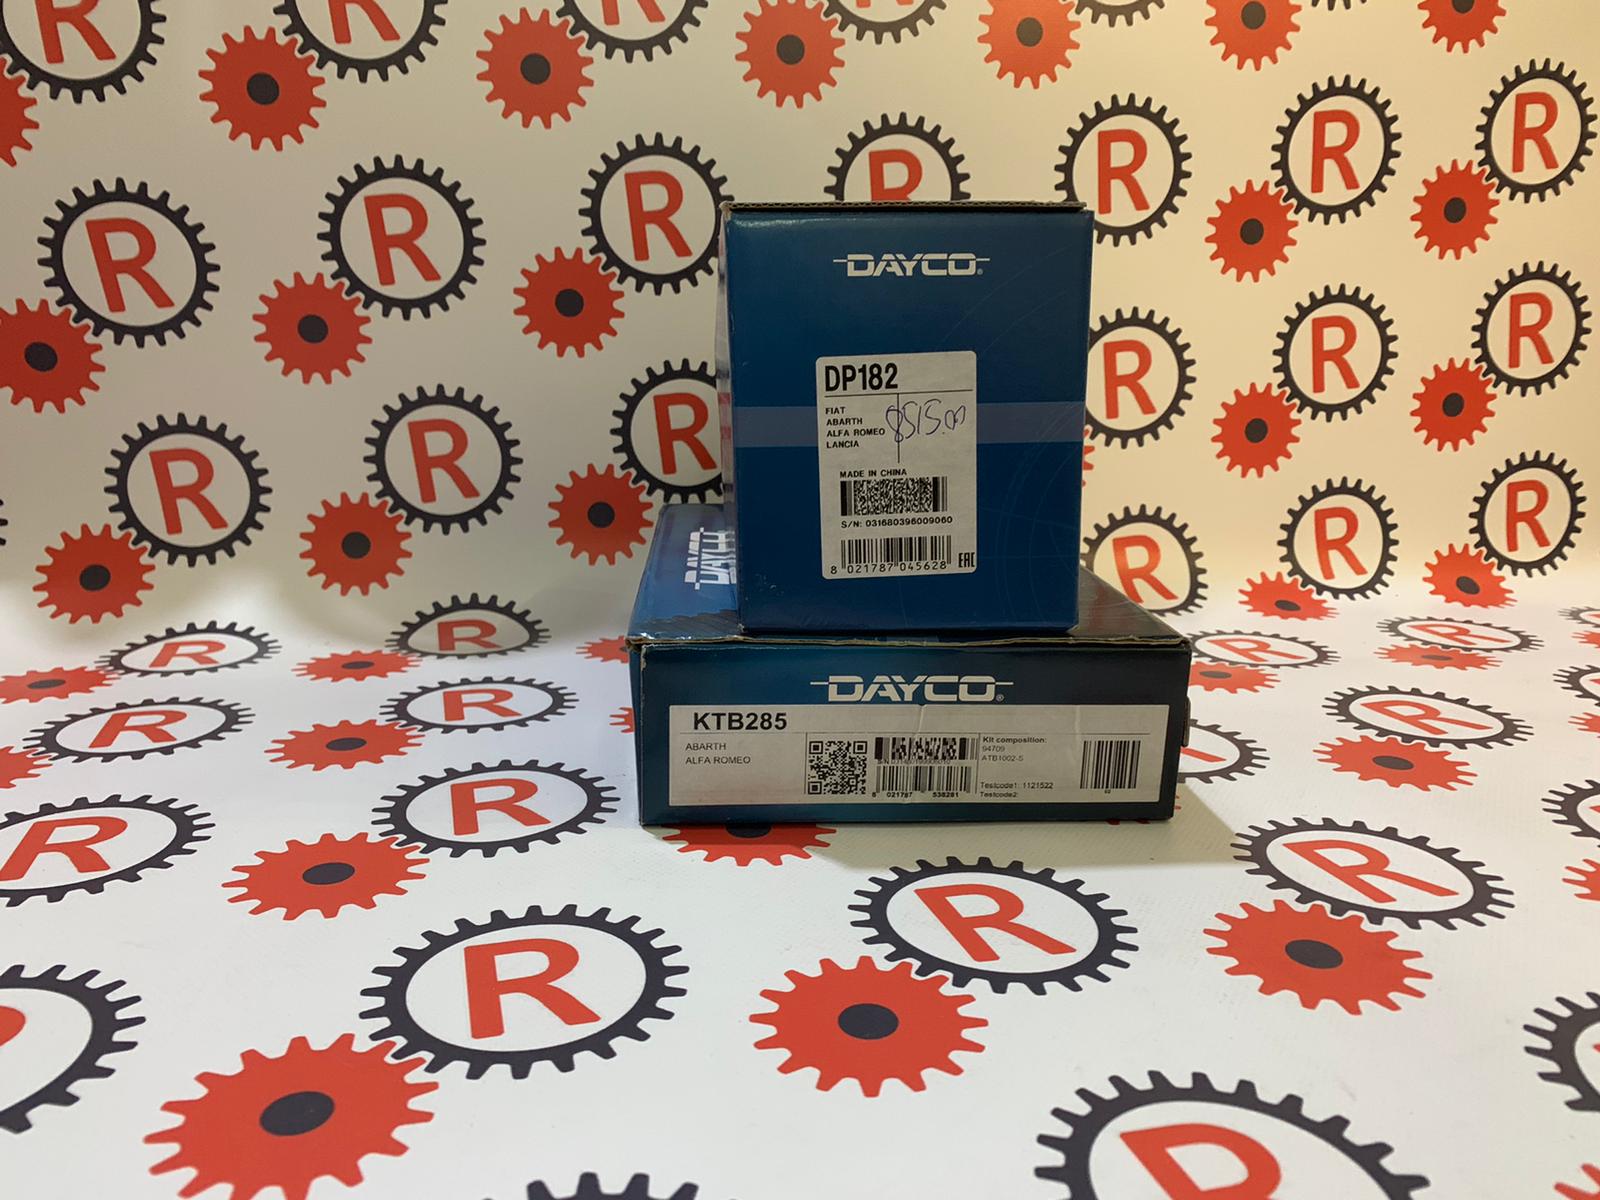 DAYCO®
DP182
FIAT
ABARTH
ALFA ROMEO
LANCIA
MADE IN CHINA
S/N: 031680396009060
8 021787 045628 EAC
DAYCO
DAYCO®
KTB285
ABARTH
ALFA ROMEO
8 021787 538281
Kit composition:
94709
ATB1002-S
Testcode1: 1121522
Testcode2:
R